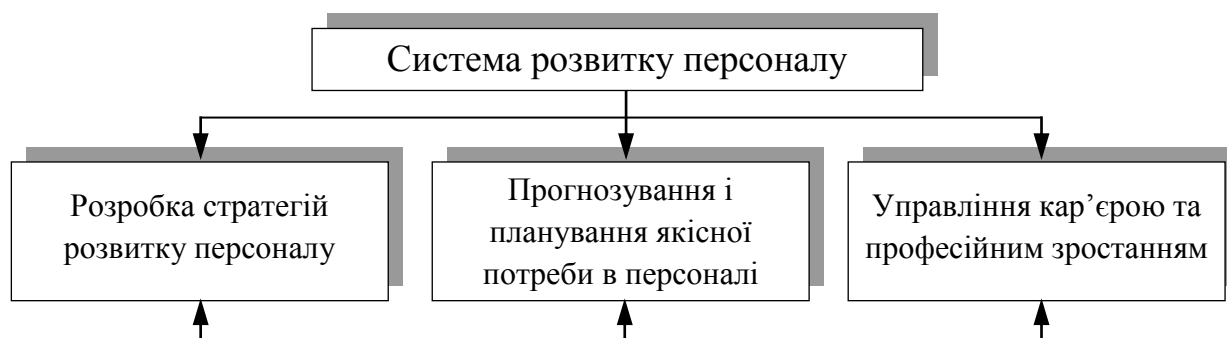 Система розвитку персоналу
Розробка стратегій
розвитку персоналу
Прогнозування і
планування якісної
потреби в персоналі
Управління кар’єрою та
професійним зростанням